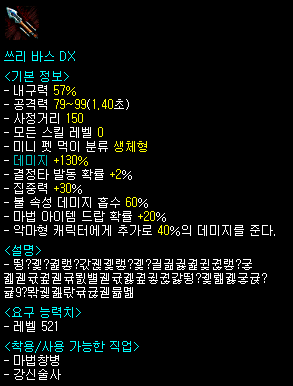 쓰리 바스 DX
<기본 정보>
- 내구력 57%
- 공격력 79~99(1,40초)
- 사정거리 150
- 모든 스킬 레벨 0
- 미니 펫 먹이 분류 생체형
- 데미지 +130%
- 결정타 발동 확률 +2%
- 집중력 +30%
- 불 속성 데미지 흡수 60%
- 마법 아이템 드랍 확률 +20%
- 악마형 캐릭터에게 추가로 40%의 데미지를 준다.
<설명>
<요구 능력치>
- 레벨 521
<착용/사용 가능한 직업>
- 마법창병
- 강신술사